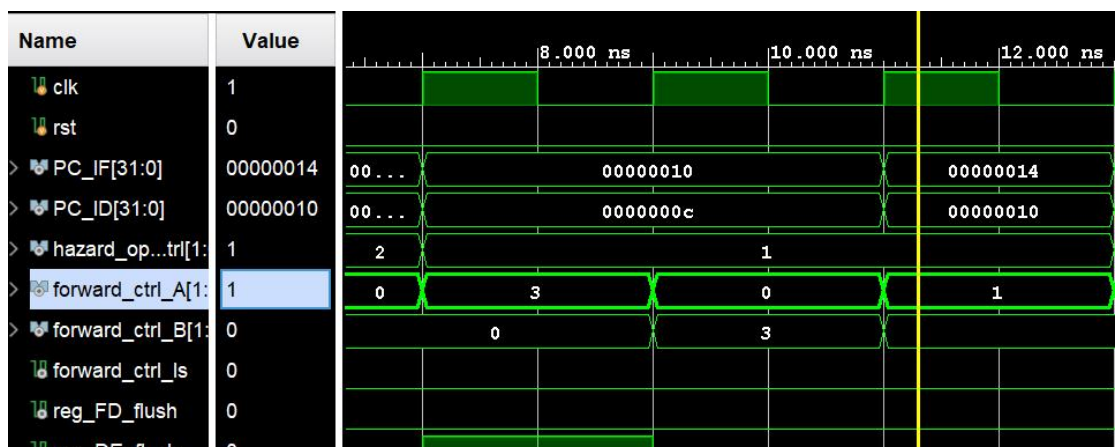 Name Value
8.000 ns 10.000 ns 12.000 ns
clk 1
rst 0
> PC_IF[31:0] 00000014 00... 00000010 00000014
> PC_ID[31:0] 00000010 00... 0000000c 00000010
> hazard_op...trl[1: 1 2 1
> forward_ctrl_A[1: 1 0 3 0 1
> forward_ctrl_B[1: 0 0 3
forward_ctrl_ls 0
reg_FD_flush 0